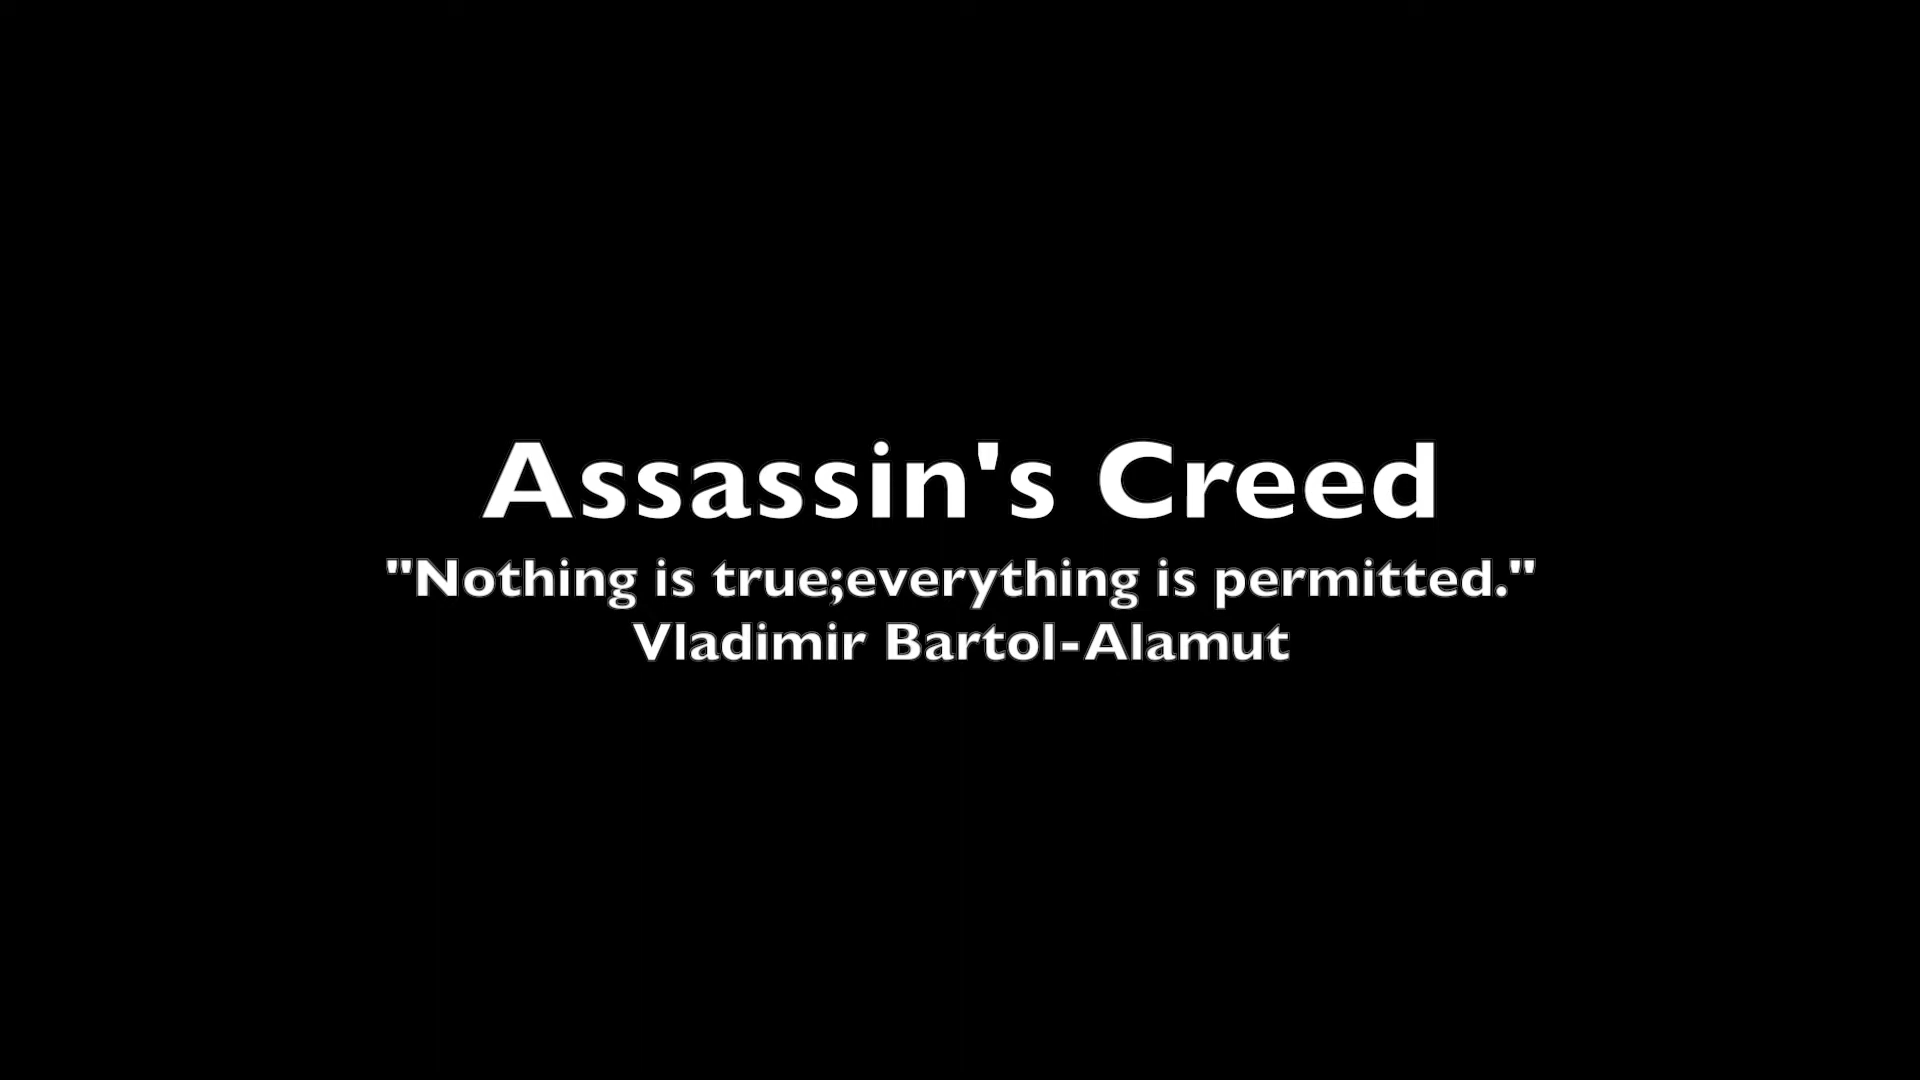 Assassin's Creed
"Nothing is true;everything is permitted."
Vladimir Bartol-Alamut